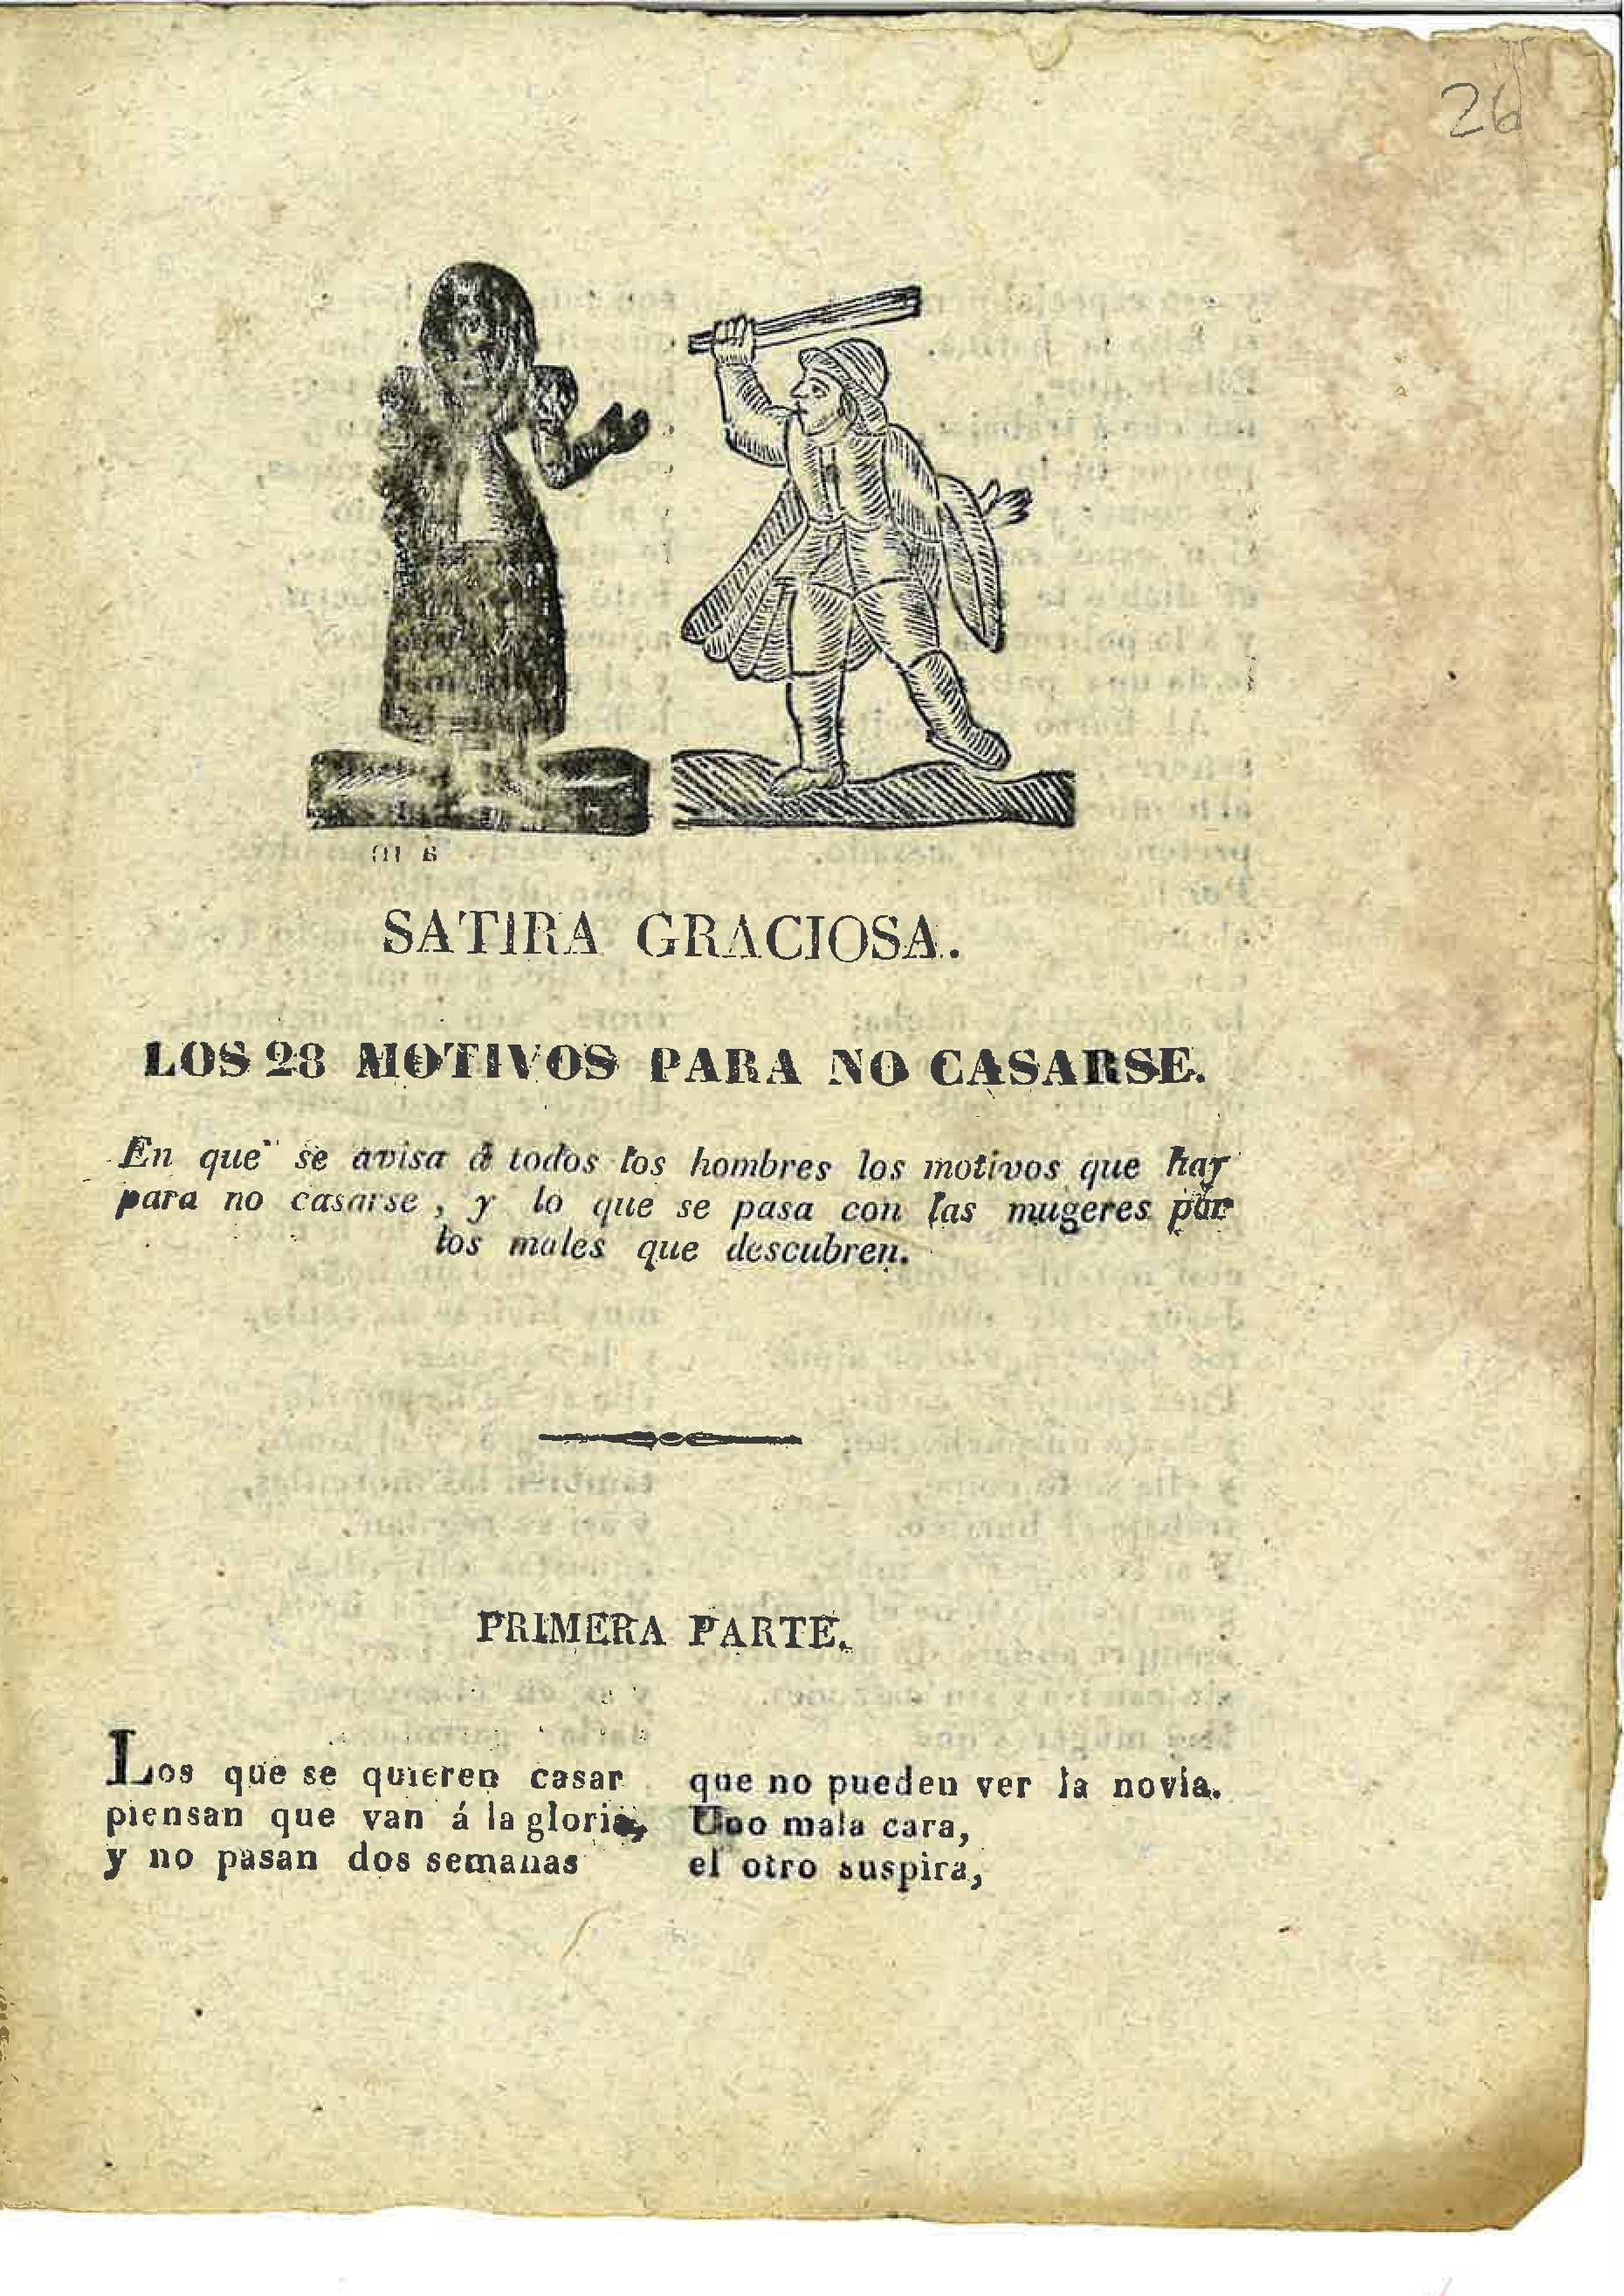 26
SATIRA GRACIOSA.
LOS 28 MOTIVOS PARA NO CASARSE.
En que se avisa á todos los hombres los motivos que hay
para no casarse, y lo que se pasa con las mugeres por
los males que descubren.
PRIMERA PARTE.
Los que se quieren casar
piensan que van á la gloria,
y no pasan dos semanas
que no pueden ver la novia.
Uno mala cara,
el otro suspira,